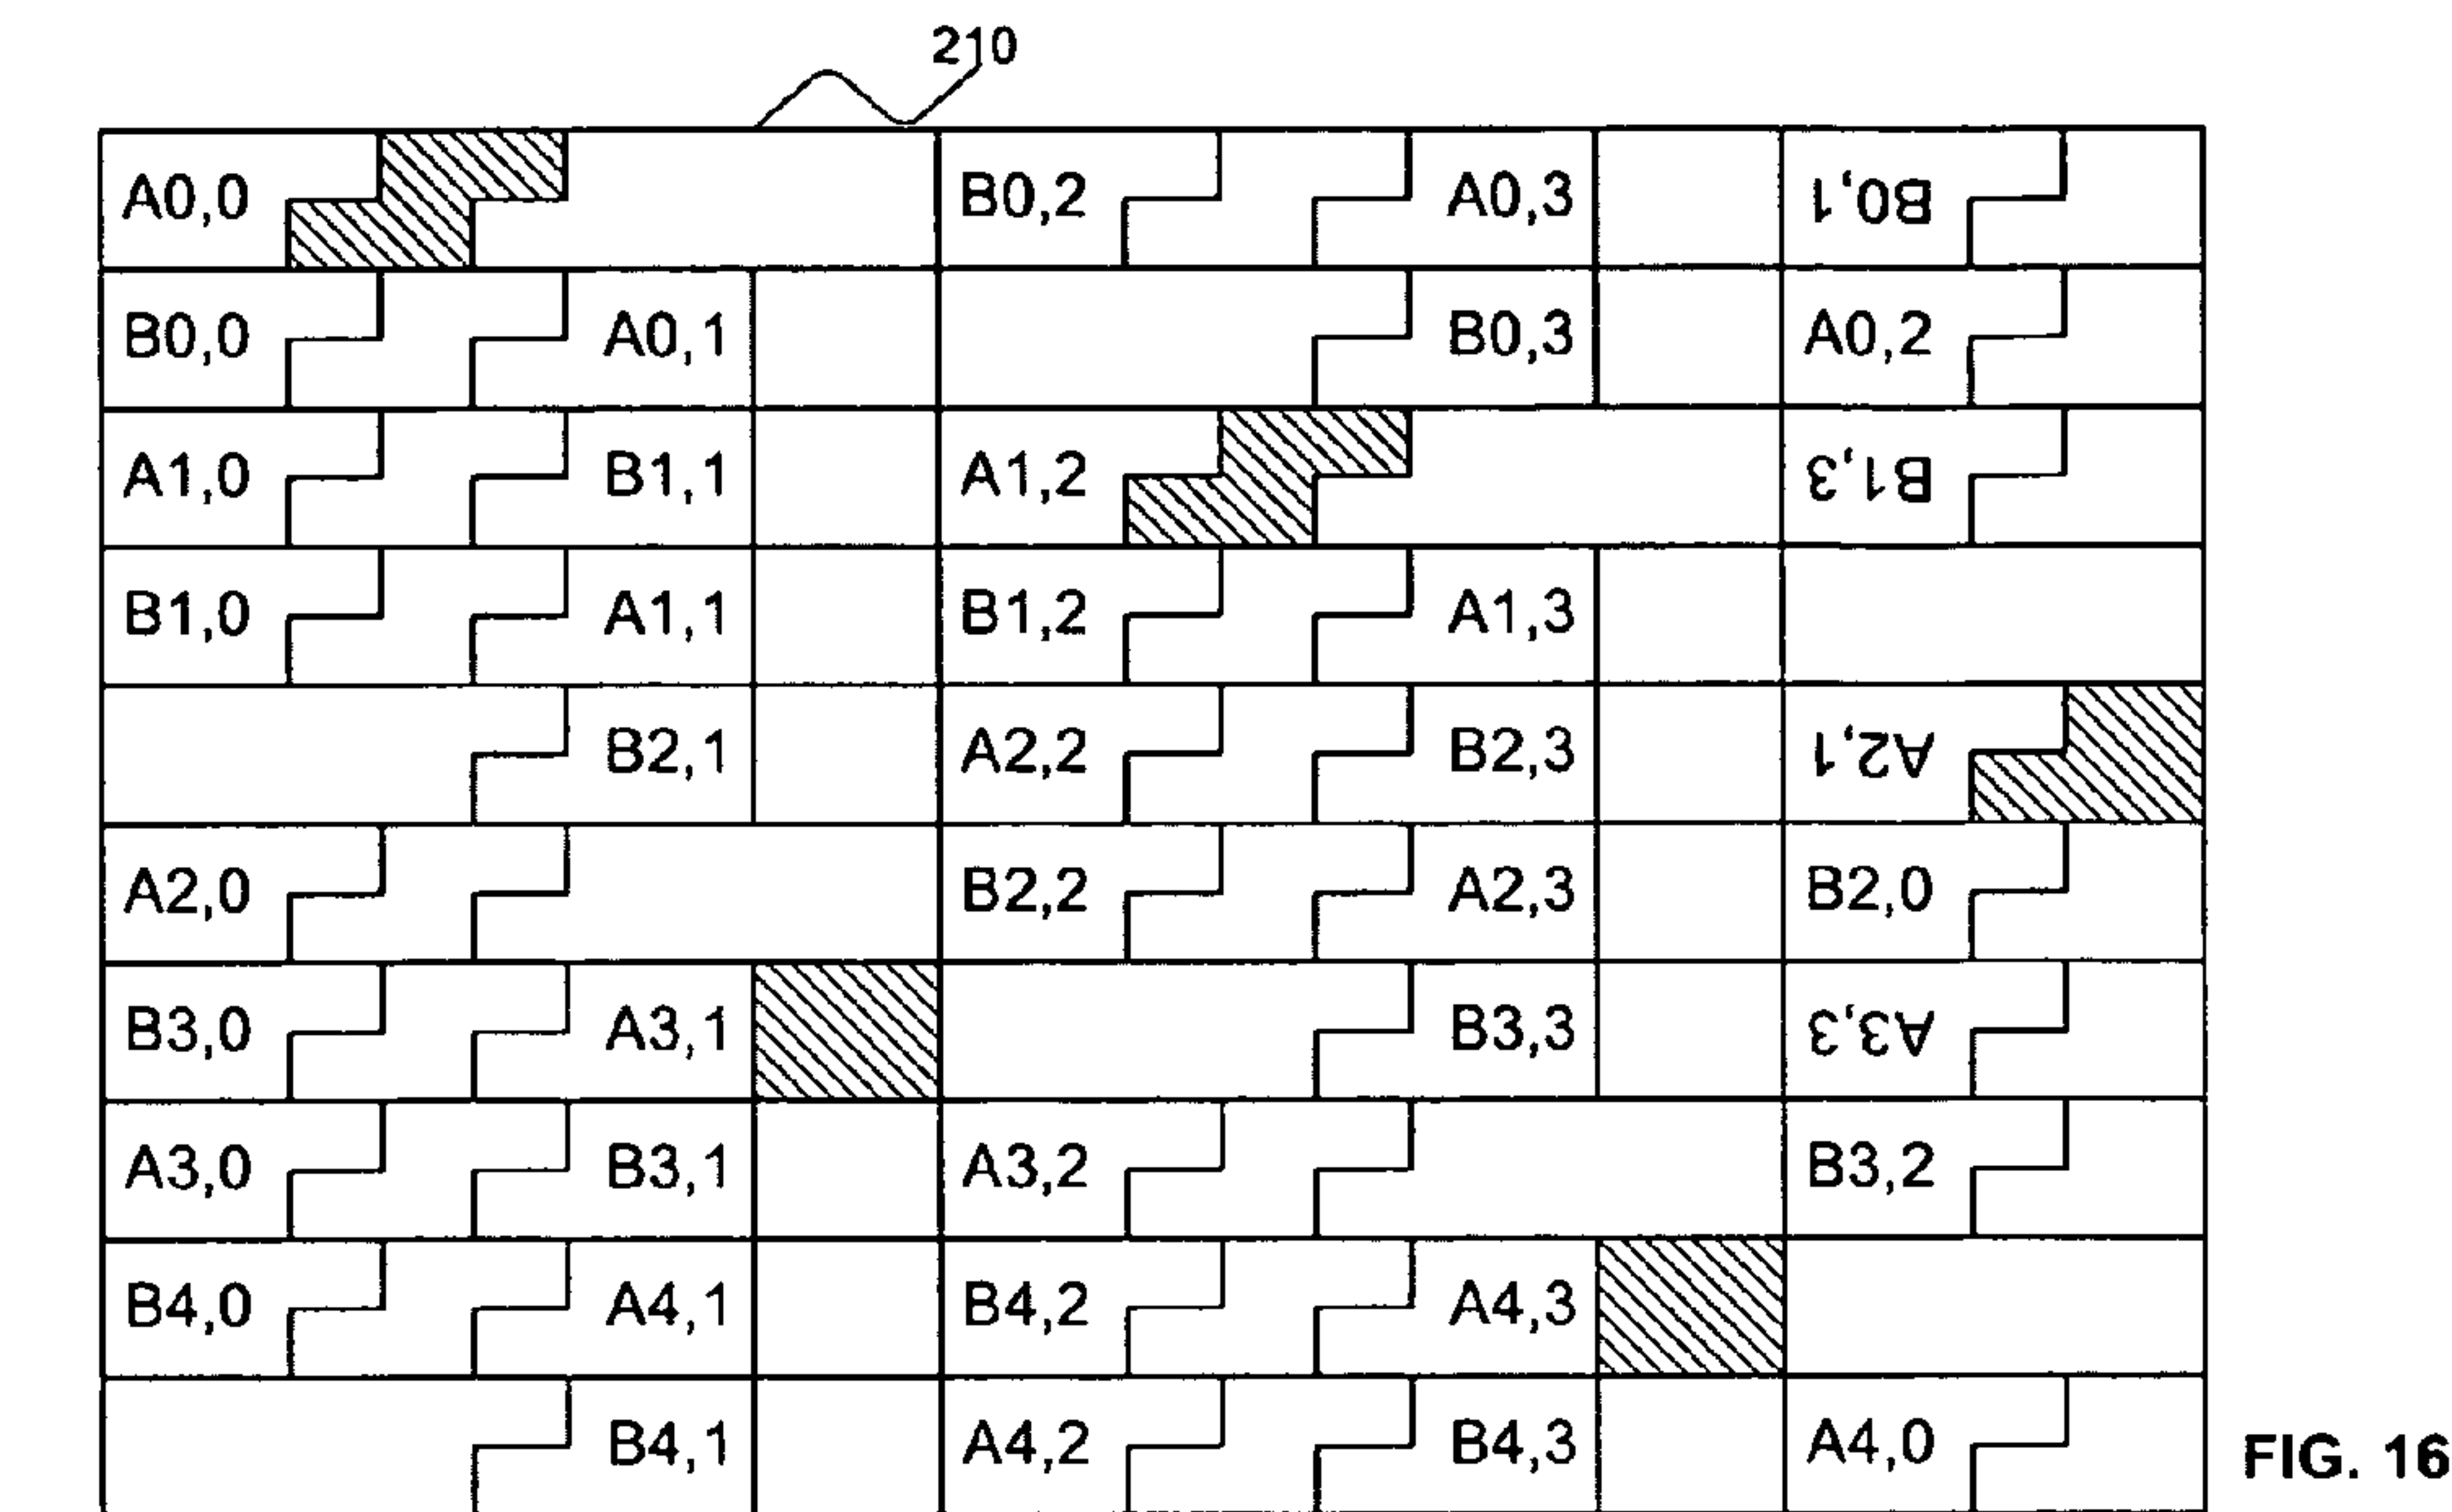 210
A0,0 B0,2 A0,3 B0,1
B0,0 A0,1 B0,3 A0,2
A1,0 B1,1 A1,2 B1,3
B1,0 A1,1 B1,2 A1,3
B2,1 A2,2 B2,3 A2,1
A2,0 B2,2 A2,3 B2,0
B3,0 A3,1 B3,3 A3,3
A3,0 B3,1 A3,2 B3,2
B4,0 A4,1 B4,2 A4,3
B4,1 A4,2 B4,3 A4,0
FIG. 16